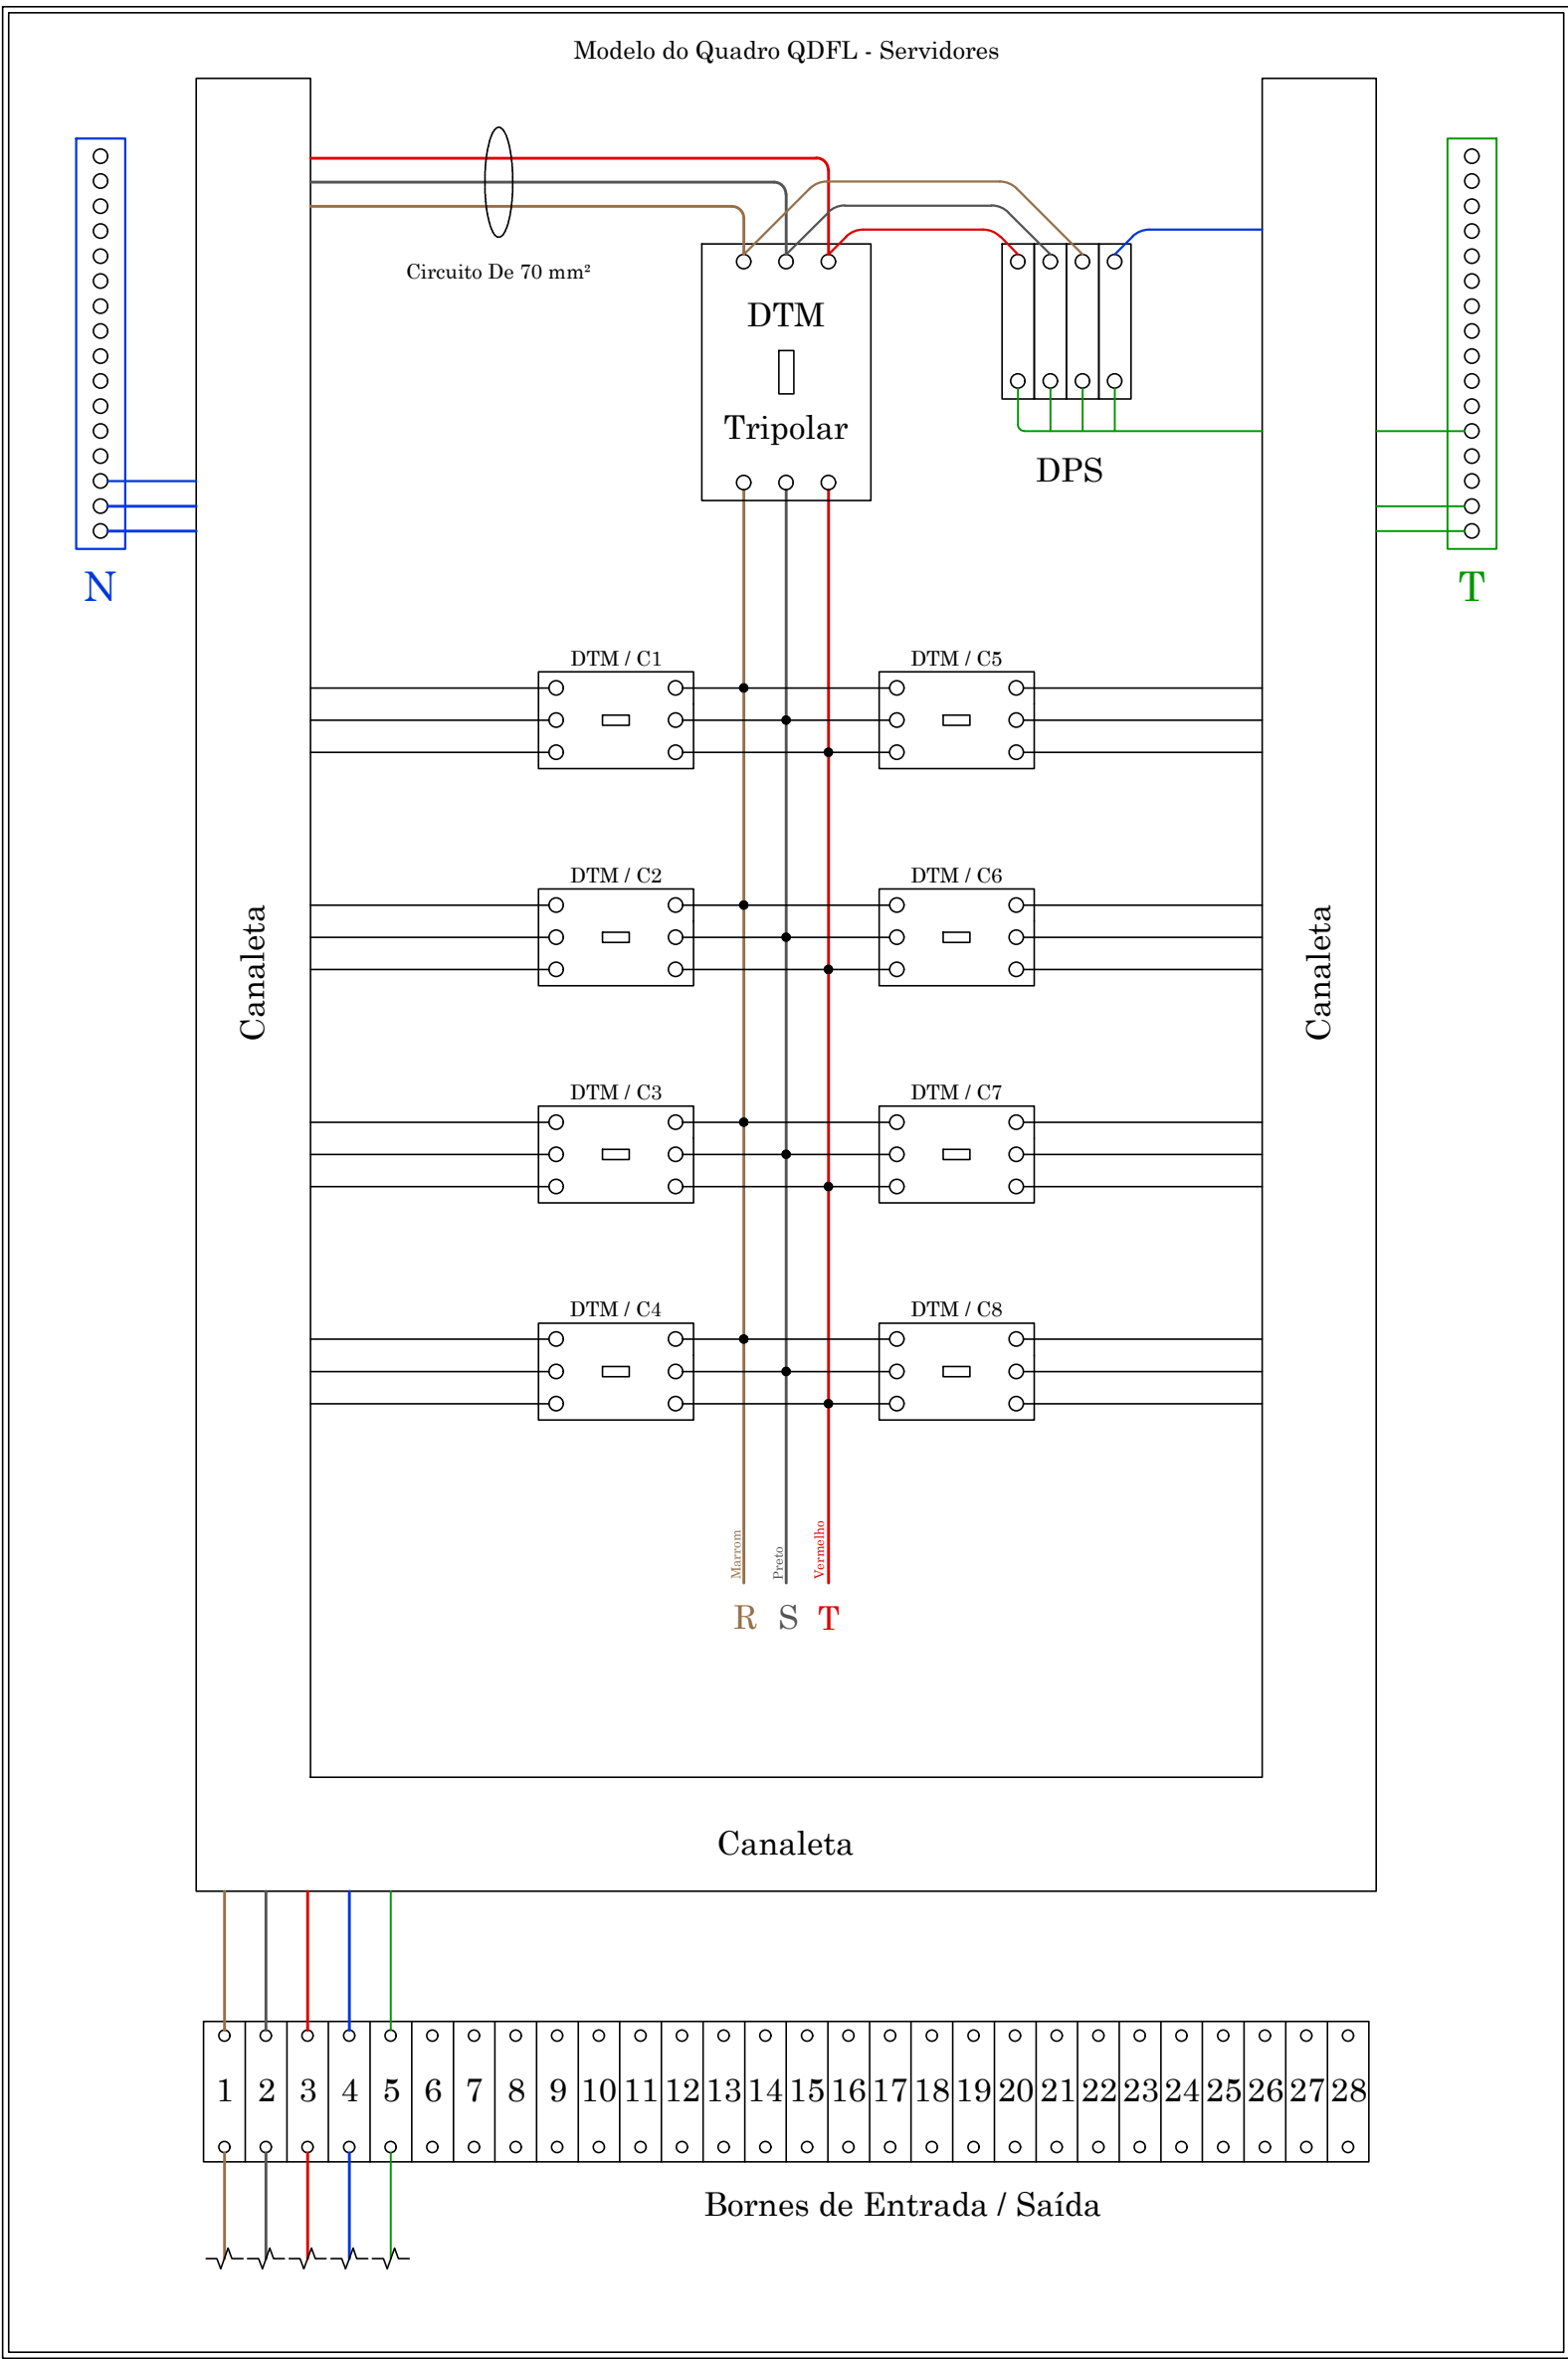 Modelo do Quadro QDFL - Servidores
Circuito De 70 mm²
DTM
Tripolar
DPS
N
T
DTM / C1
DTM / C5
DTM / C2
DTM / C6
Canaleta
Canaleta
DTM / C3
DTM / C7
DTM / C4
DTM / C8
Marrom
Preto
Vermelho
R S T
Canaleta
1 2 3 4 5 6 7 8 9 10 11 12 13 14 15 16 17 18 19 20 21 22 23 24 25 26 27 28
Bornes de Entrada / Saída